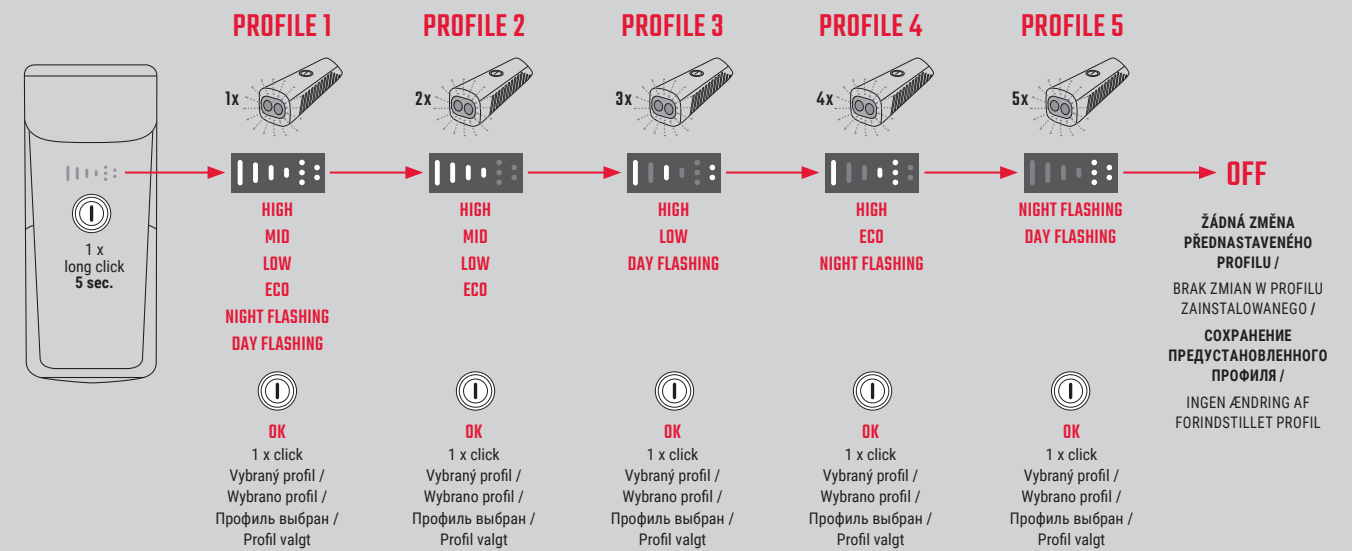 PROFILE 1
PROFILE 2
PROFILE 3
PROFILE 4
PROFILE 5
1x
2x
3x
4x
5x
1 x
long click
5 sec.
HIGH
MID
LOW
ECO
NIGHT FLASHING
DAY FLASHING
HIGH
MID
LOW
ECO
HIGH
LOW
DAY FLASHING
HIGH
ECO
NIGHT FLASHING
NIGHT FLASHING
DAY FLASHING
OFF
ŽÁDNÁ ZMĚNA
PŘEDNASTAVENÉHO
PROFILU /
BRAK ZMIAN W PROFILU
ZAINSTALOWANEGO /
СОХРАНЕНИЕ
ПРЕДУСТАНОВЛЕННОГО
ПРОФИЛЯ /
INGEN ÆNDRING AF
FORINDSTILLET PROFIL
OK
1 x click
Vybraný profil /
Wybrano profil /
Профиль выбран /
Profil valgt
OK
1 x click
Vybraný profil /
Wybrano profil /
Профиль выбран /
Profil valgt
OK
1 x click
Vybraný profil /
Wybrano profil /
Профиль выбран /
Profil valgt
OK
1 x click
Vybraný profil /
Wybrano profil /
Профиль выбран /
Profil valgt
OK
1 x click
Vybraný profil /
Wybrano profil /
Профиль выбран /
Profil valgt